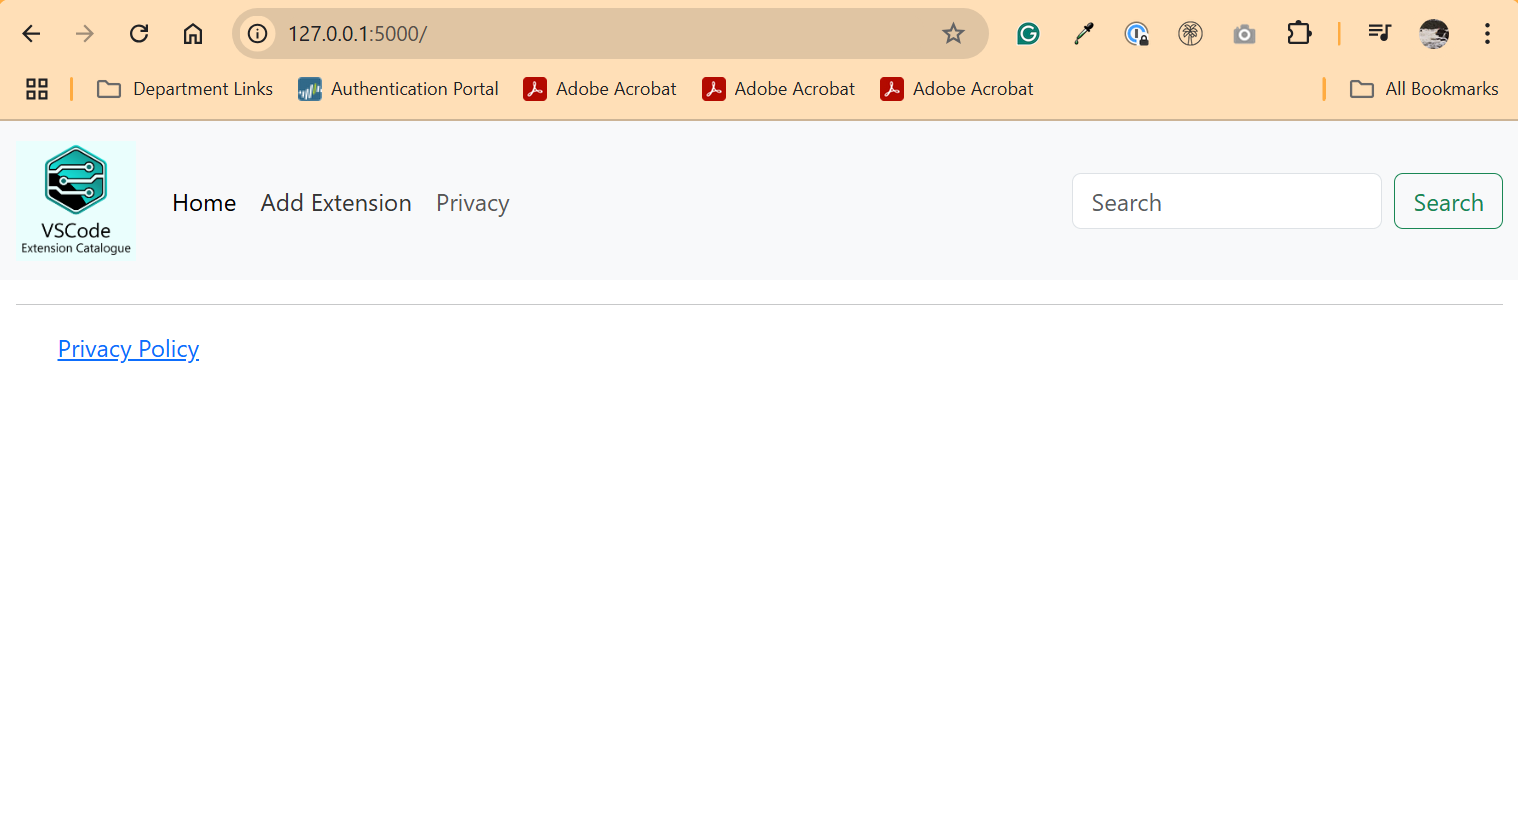 127.0.0.1:5000/
Department Links Authentication Portal Adobe Acrobat Adobe Acrobat Adobe Acrobat All Bookmarks
VSCode
Extension Catalogue
Home Add Extension Privacy Search Search
Privacy Policy